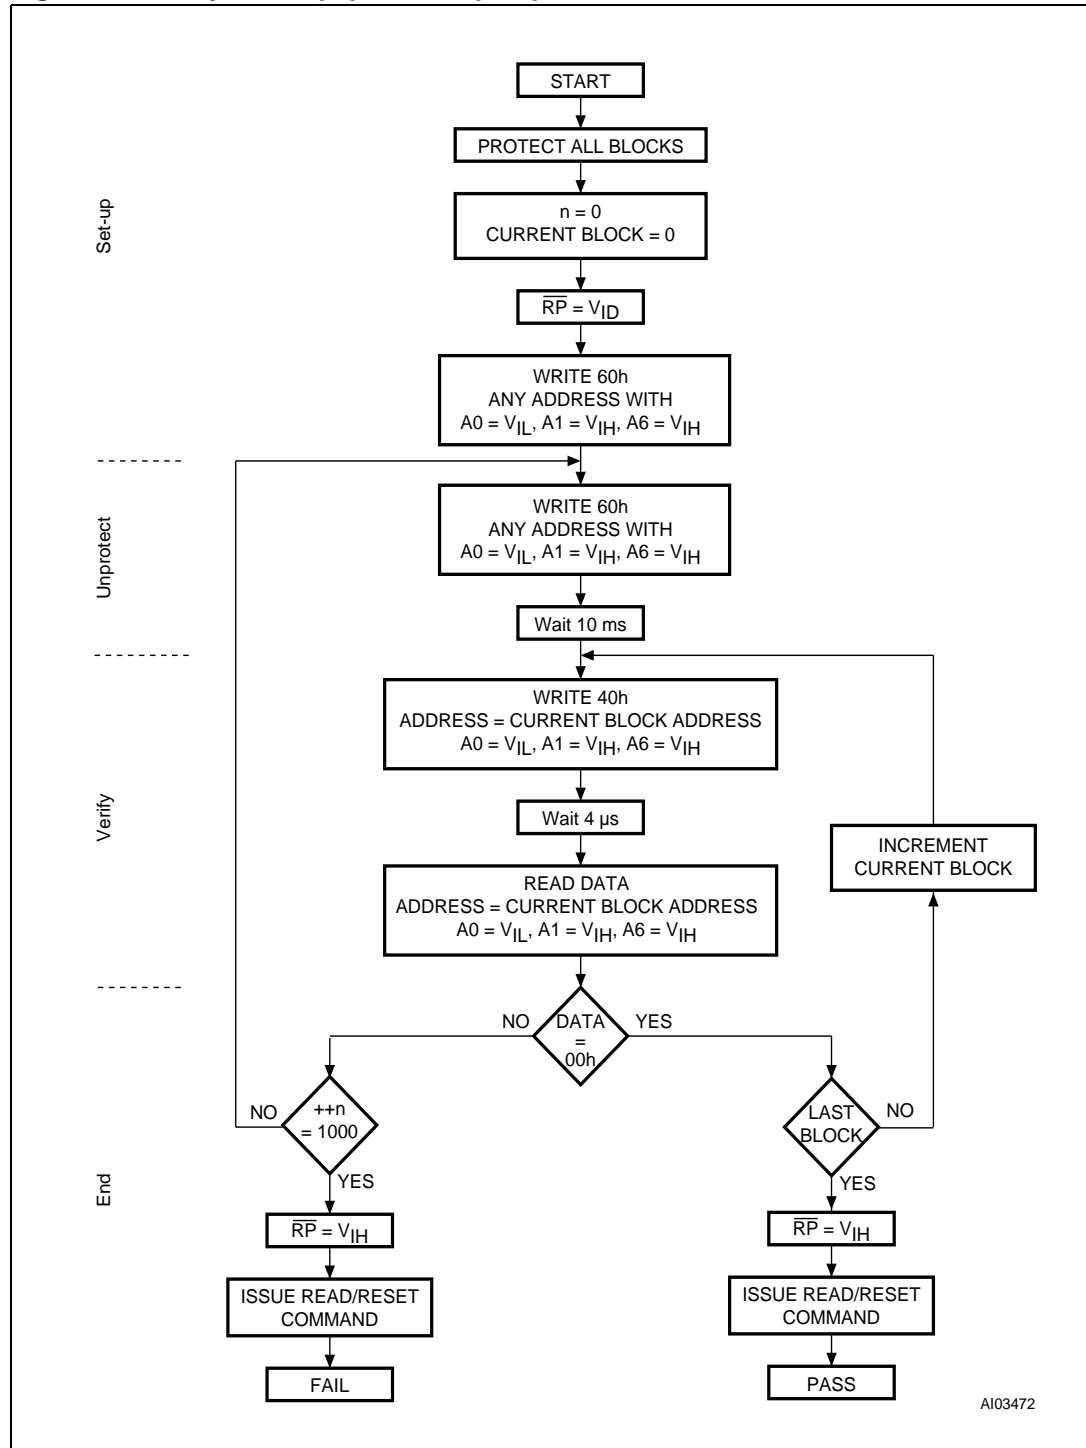 START
PROTECT ALL BLOCKS
Set-up
n = 0
CURRENT BLOCK = 0
RP = VID
WRITE 60h
ANY ADDRESS WITH
A0 = VIL, A1 = VIH, A6 = VIH
Unprotect
WRITE 60h
ANY ADDRESS WITH
A0 = VIL, A1 = VIH, A6 = VIH
Wait 10 ms
Verify
WRITE 40h
ADDRESS = CURRENT BLOCK ADDRESS
A0 = VIL, A1 = VIH, A6 = VIH
Wait 4 µs
INCREMENT
CURRENT BLOCK
READ DATA
ADDRESS = CURRENT BLOCK ADDRESS
A0 = VIL, A1 = VIH, A6 = VIH
End
NO
DATA
=
00h
YES
NO
++n
= 1000
YES
LAST
BLOCK
NO
YES
RP = VIH
RP = VIH
ISSUE READ/RESET
COMMAND
ISSUE READ/RESET
COMMAND
FAIL
PASS
AI03472